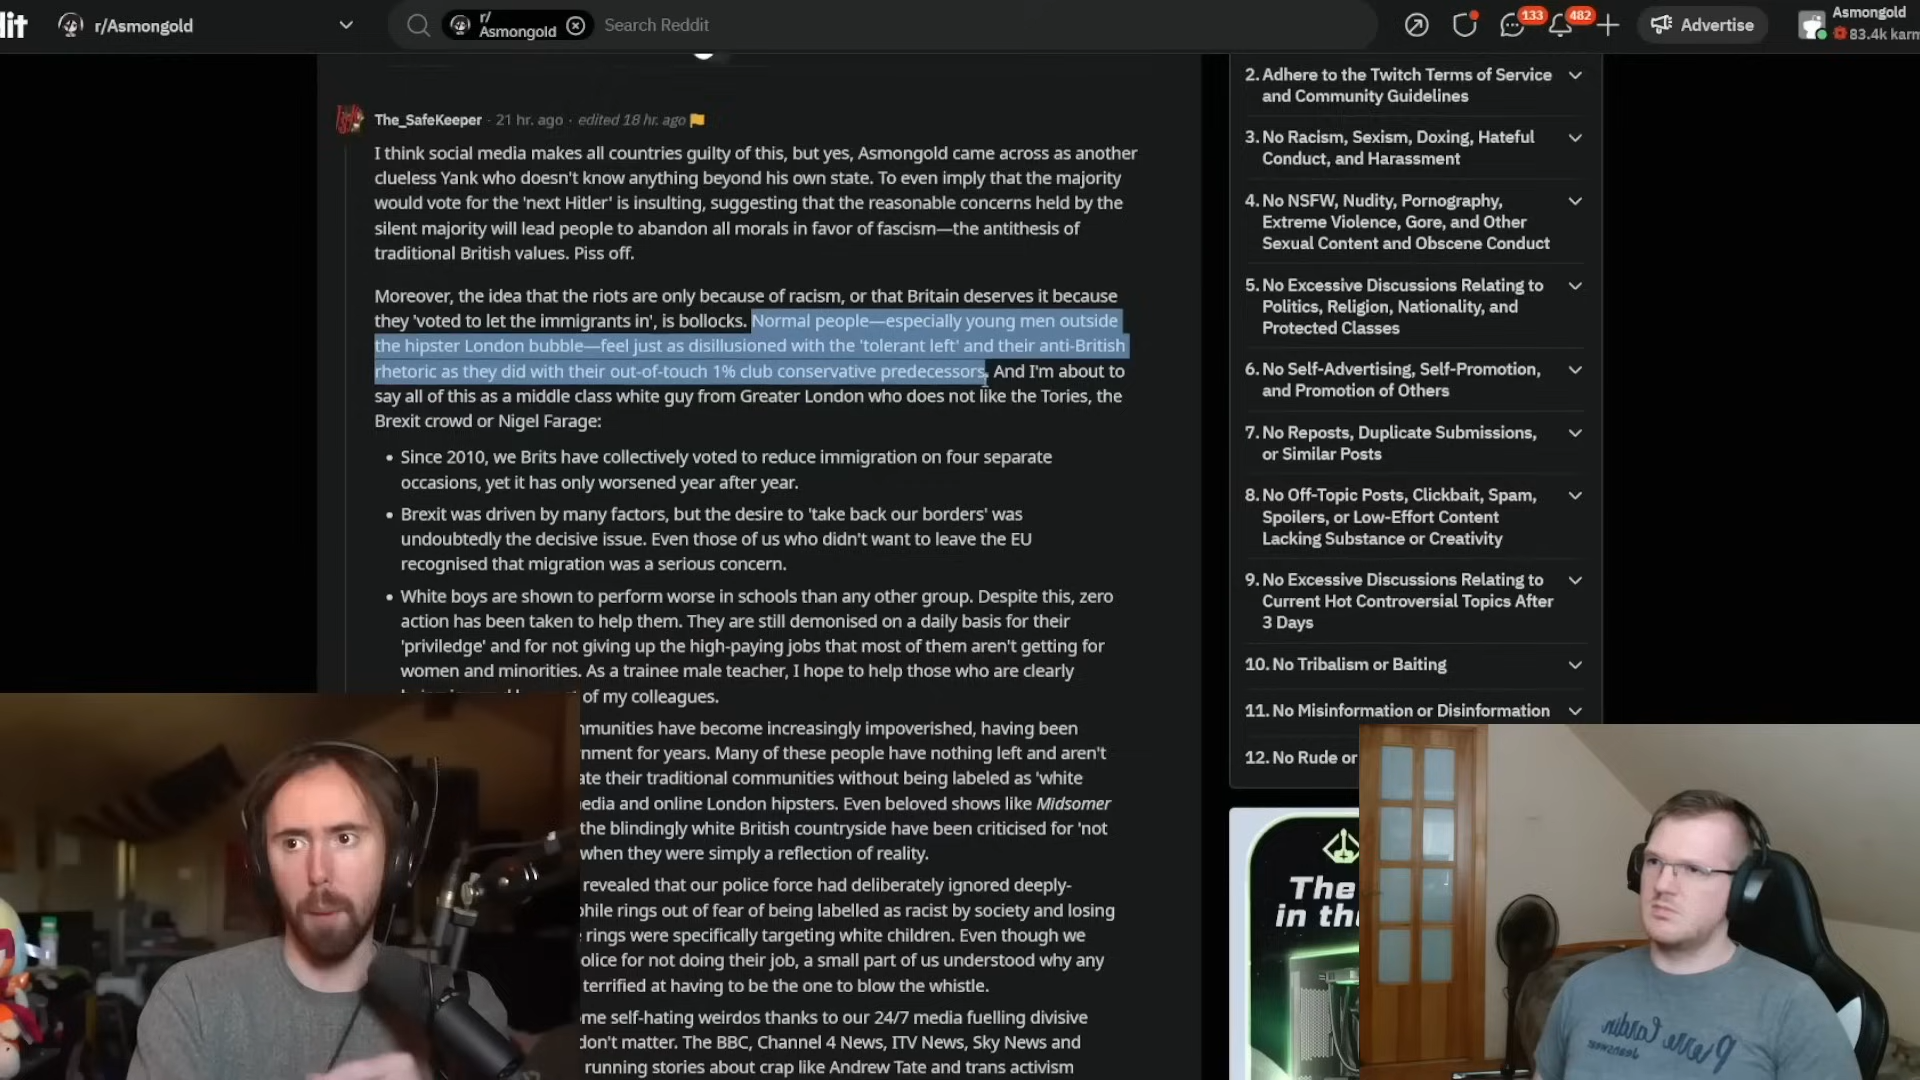 dit
r/Asmongold
r/
Asmongold
Search Reddit
133
482
Advertise
Asmongold
83.4k karm
The_SafeKeeper · 21 hr. ago · edited 18 hr. ago
I think social media makes all countries guilty of this, but yes, Asmongold came across as another
clueless Yank who doesn't know anything beyond his own state. To even imply that the majority
would vote for the 'next Hitler' is insulting, suggesting that the reasonable concerns held by the
silent majority will lead people to abandon all morals in favor of fascism—the antithesis of
traditional British values. Piss off.
Moreover, the idea that the riots are only because of racism, or that Britain deserves it because
they 'voted to let the immigrants in', is bollocks. Normal people—especially young men outside
the hipster London bubble—feel just as disillusioned with the 'tolerant left' and their anti-British
rhetoric as they did with their out-of-touch 1% club conservative predecessors. And I'm about to
say all of this as a middle class white guy from Greater London who does not like the Tories, the
Brexit crowd or Nigel Farage:
• Since 2010, we Brits have collectively voted to reduce immigration on four separate
occasions, yet it has only worsened year after year.
• Brexit was driven by many factors, but the desire to 'take back our borders' was
undoubtedly the decisive issue. Even those of us who didn't want to leave the EU
recognised that migration was a serious concern.
• White boys are shown to perform worse in schools than any other group. Despite this, zero
action has been taken to help them. They are still demonised on a daily basis for their
'priviledge' and for not giving up the high-paying jobs that most of them aren't getting for
women and minorities. As a trainee male teacher, I hope to help those who are clearly
of my colleagues.
mmunities have become increasingly impoverished, having been
rnment for years. Many of these people have nothing left and aren't
ate their traditional communities without being labeled as 'white
edia and online London hipsters. Even beloved shows like Midsomer
the blindingly white British countryside have been criticised for 'not
when they were simply a reflection of reality.
revealed that our police force had deliberately ignored deeply-
phile rings out of fear of being labelled as racist by society and losing
rings were specifically targeting white children. Even though we
olice for not doing their job, a small part of us understood why any
terrified at having to be the one to blow the whistle.
me self-hating weirdos thanks to our 24/7 media fuelling divisive
don't matter. The BBC, Channel 4 News, ITV News, Sky News and
running stories about crap like Andrew Tate and trans activism
2. Adhere to the Twitch Terms of Service
and Community Guidelines
3. No Racism, Sexism, Doxing, Hateful
Conduct, and Harassment
4. No NSFW, Nudity, Pornography,
Extreme Violence, Gore, and Other
Sexual Content and Obscene Conduct
5. No Excessive Discussions Relating to
Politics, Religion, Nationality, and
Protected Classes
6. No Self-Advertising, Self-Promotion,
and Promotion of Others
7. No Reposts, Duplicate Submissions,
or Similar Posts
8. No Off-Topic Posts, Clickbait, Spam,
Spoilers, or Low-Effort Content
Lacking Substance or Creativity
9. No Excessive Discussions Relating to
Current Hot Controversial Topics After
3 Days
10. No Tribalism or Baiting
11. No Misinformation or Disinformation
12. No Rude or
The
in th
Pierre Cardin